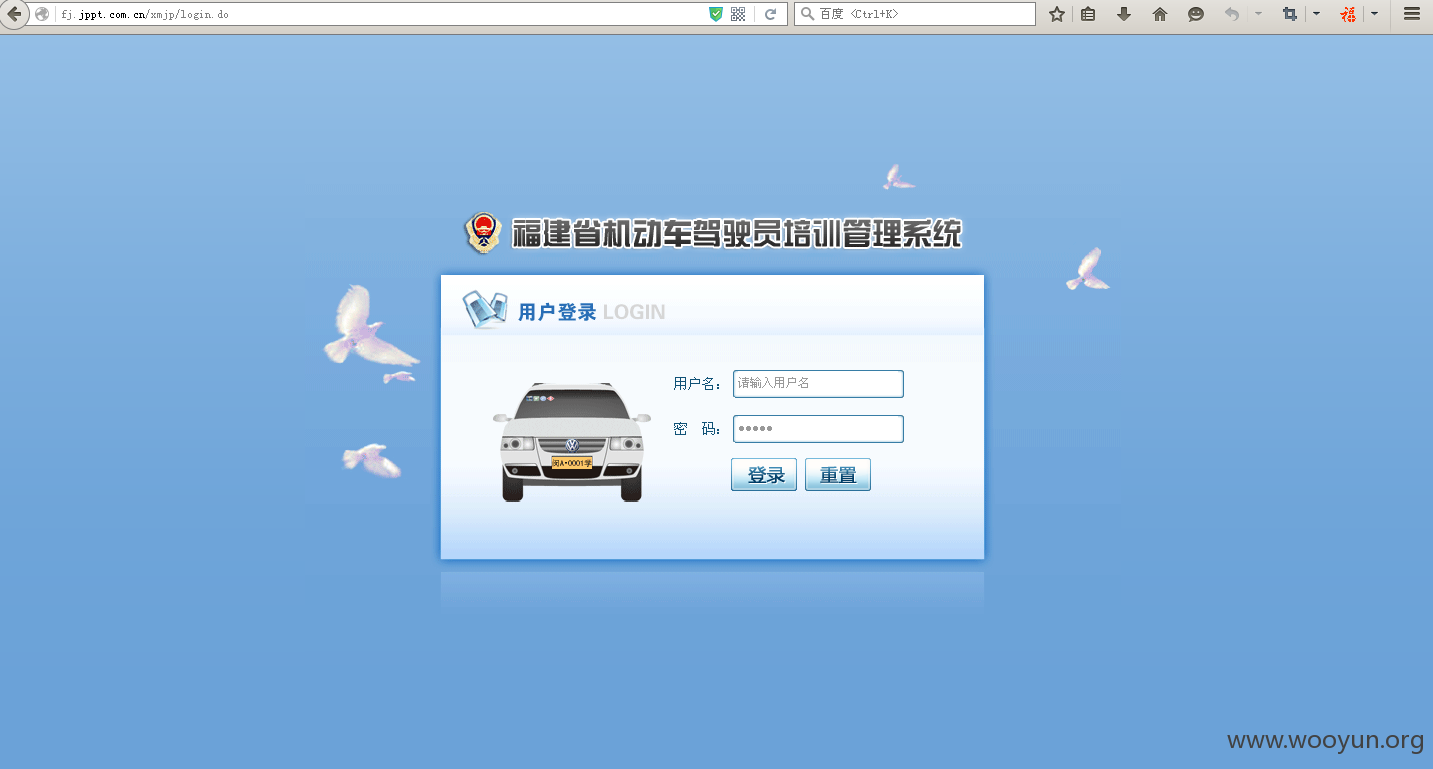 fj.jppt.com.cn/xmjp/login.do
百度 <Ctrl+K>
福
福建省机动车驾驶员培训管理系统
用户登录 LOGIN
用户名： 请输入用户名
密 码： •••••
闽A·0001学
登录 重置
www.wooyun.org